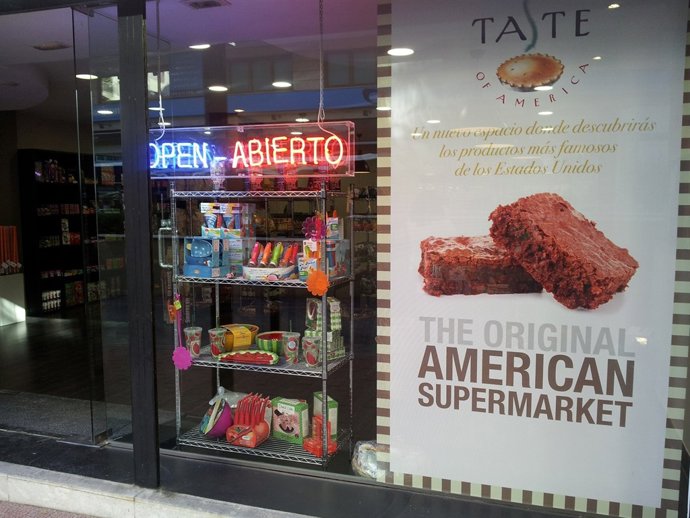 TASTE
OF AMERICA
Un nuevo espacio donde descubrirás
los productos más famosos
de los Estados Unidos
OPEN - ABIERTO
THE ORIGINAL
AMERICAN
SUPERMARKET